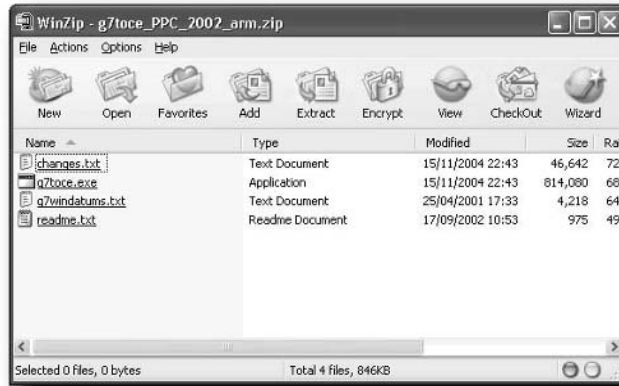 WinZip - g7toce_PPC_2002_arm.zip
File Actions Options Help
New Open Favorites Add Extract Encrypt View CheckOut Wizard
Name Type Modified Size Ra
changes.txt Text Document 15/11/2004 22:43 46,642 72
g7toce.exe Application 15/11/2004 22:43 814,080 68
g7windatums.txt Text Document 25/04/2001 17:33 4,218 64
readme.txt Readme Document 17/09/2002 10:53 975 49
Selected 0 files, 0 bytes Total 4 files, 846KB